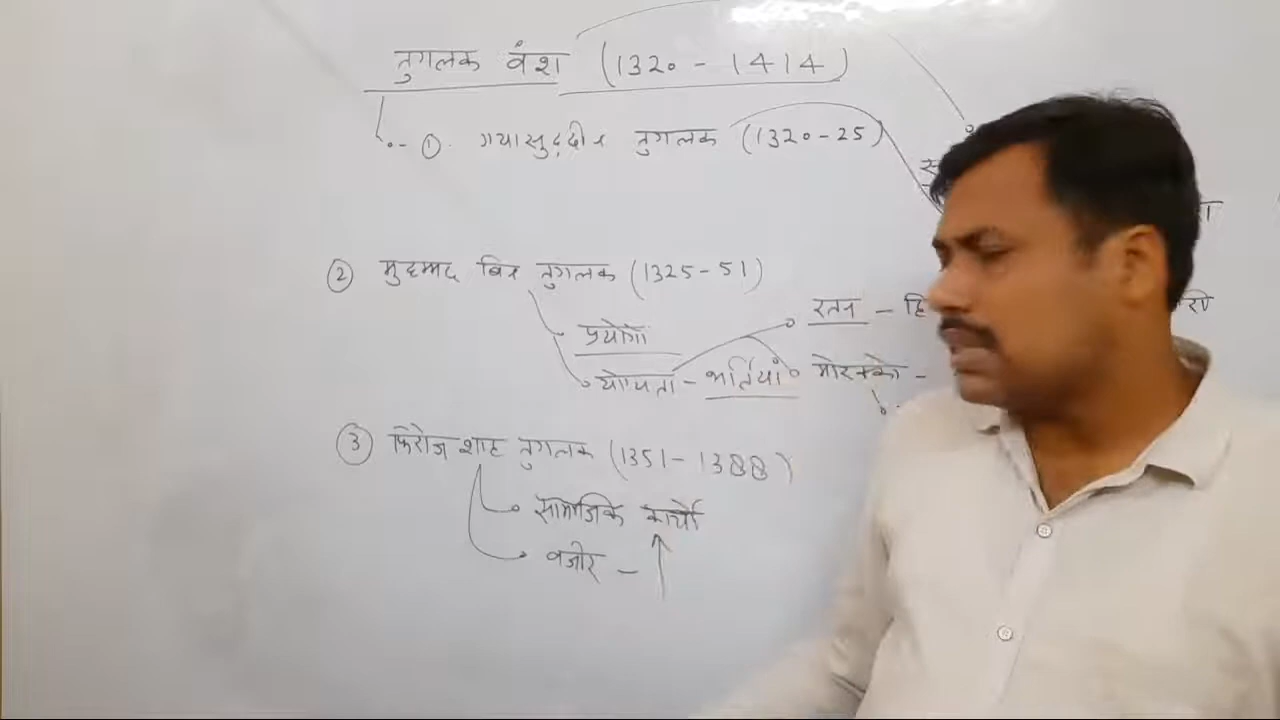 तुगलक वंश (1320 - 1414)
①. गयासुद्दीन तुगलक (1320-25)
② मुहम्मद बिन तुगलक (1325-51)
प्रयोगों
रतन - हि
योग्यता - भर्तियां
मोरक्को -
③ फिरोज शाह तुगलक (1351-1388)
सामाजिक कार्यों
वजीर - ↑